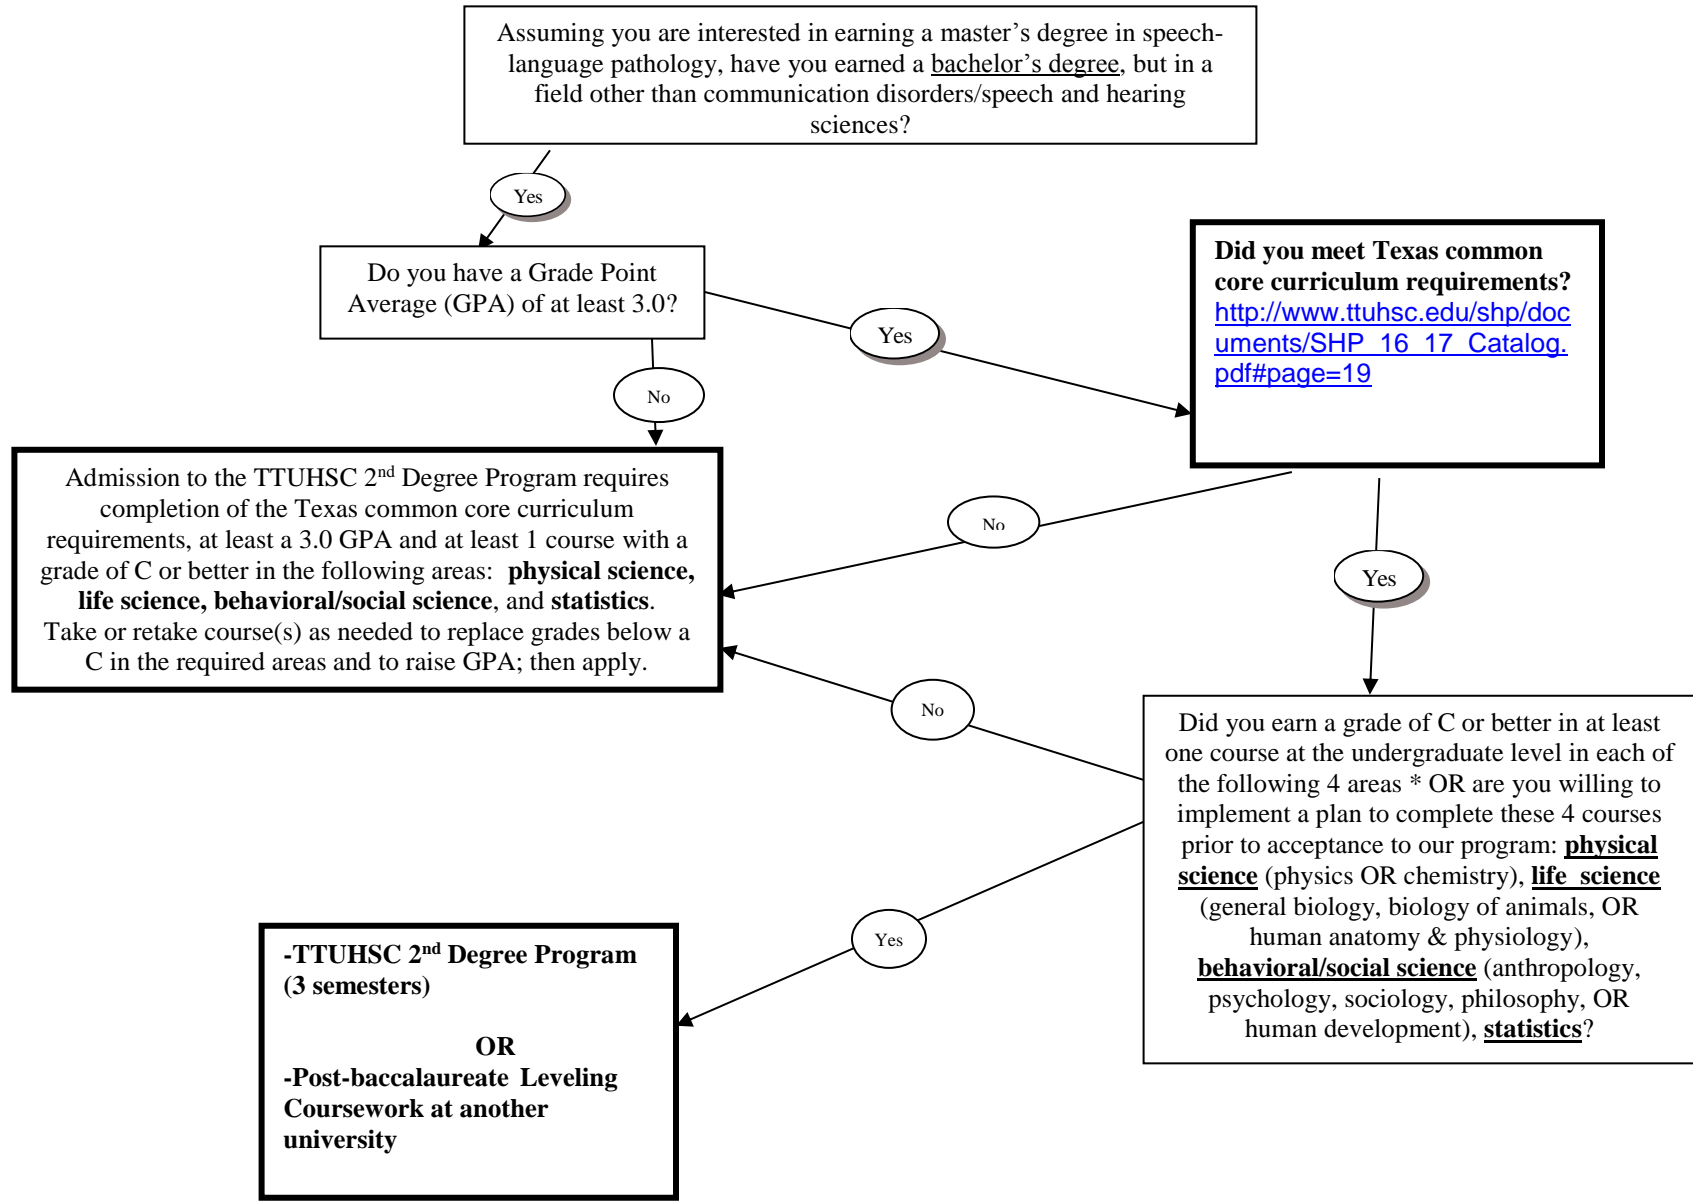 Assuming you are interested in earning a master’s degree in speech-
language pathology, have you earned a bachelor’s degree, but in a
field other than communication disorders/speech and hearing
sciences?
Yes
Do you have a Grade Point
Average (GPA) of at least 3.0?
Yes
Did you meet Texas common
core curriculum requirements?
http://www.ttuhsc.edu/shp/doc
uments/SHP_16_17_Catalog.
pdf#page=19
No
Admission to the TTUHSC 2nd Degree Program requires
completion of the Texas common core curriculum
requirements, at least a 3.0 GPA and at least 1 course with a
grade of C or better in the following areas:  physical science,
life science, behavioral/social science, and statistics.
Take or retake course(s) as needed to replace grades below a
C in the required areas and to raise GPA; then apply.
No
Yes
No
Did you earn a grade of C or better in at least
one course at the undergraduate level in each of
the following 4 areas * OR are you willing to
implement a plan to complete these 4 courses
prior to acceptance to our program: physical
science (physics OR chemistry), life  science
(general biology, biology of animals, OR
human anatomy & physiology),
behavioral/social science (anthropology,
psychology, sociology, philosophy, OR
human development), statistics?
Yes
-TTUHSC 2nd Degree Program
(3 semesters)
OR
-Post-baccalaureate Leveling
Coursework at another
university